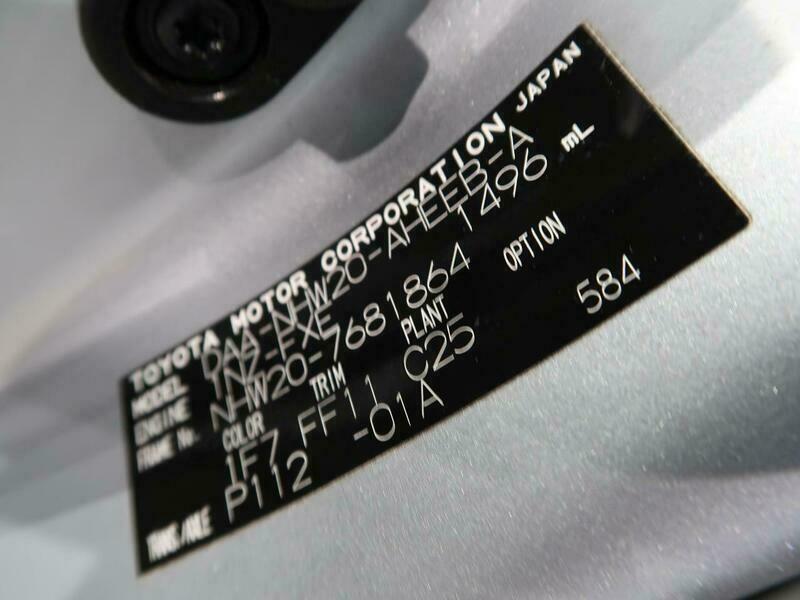 TOYOTA MOTOR CORPORATION JAPAN
MODEL DAA-NHW20-AHEEB-A
ENGINE 1NZ-FXE 1496 mL
FRAME No. NHW20-7681864
COLOR TRIM PLANT OPTION
1F7 FF11 C25 584
TRANS/AXLE P112 -01A